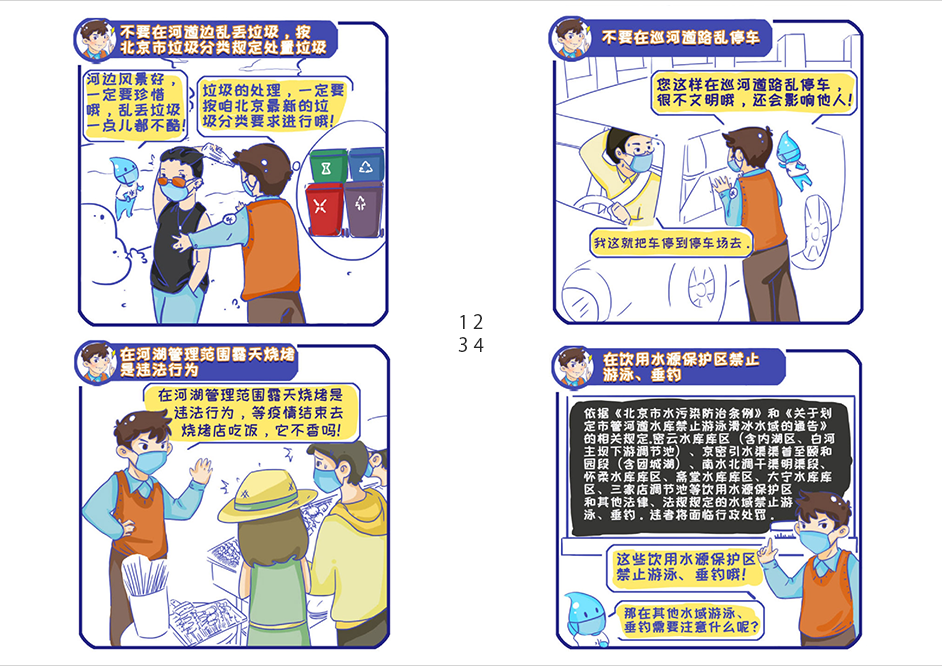 不要在河道边乱丢垃圾，按
北京市垃圾分类规定处置垃圾
河边风景好，
一定要珍惜
哦，乱丢垃圾
一点儿都不酷！
垃圾的处理，一定要
按咱北京最新的垃
圾分类要求进行哦！
不要在巡河道路乱停车
您这样在巡河道路乱停车，
很不文明哦，还会影响他人！
我这就把车停到停车场去．
1 2
3 4
在河湖管理范围露天烧烤
是违法行为
在河湖管理范围露天烧烤是
违法行为，等疫情结束去
烧烤店吃饭，它不香吗！
在饮用水源保护区禁止
游泳、垂钓
依据《北京市水污染防治条例》和《关于划
定市管河道水库禁止游泳滑冰水域的通告》
的相关规定，密云水库库区（含内湖区、白河
主坝下游调节池）、京密引水渠渠首至颐和
园段（含团城湖）、南水北调干渠明渠段、
怀柔水库库区、斋堂水库库区、大宁水库库
区、三家店调节池等饮用水源保护区
和其他法律、法规规定的水域禁止游
泳、垂钓．违者将面临行政处罚．
这些饮用水源保护区
禁止游泳、垂钓哦！
那在其他水域游泳、
垂钓需要注意什么呢？